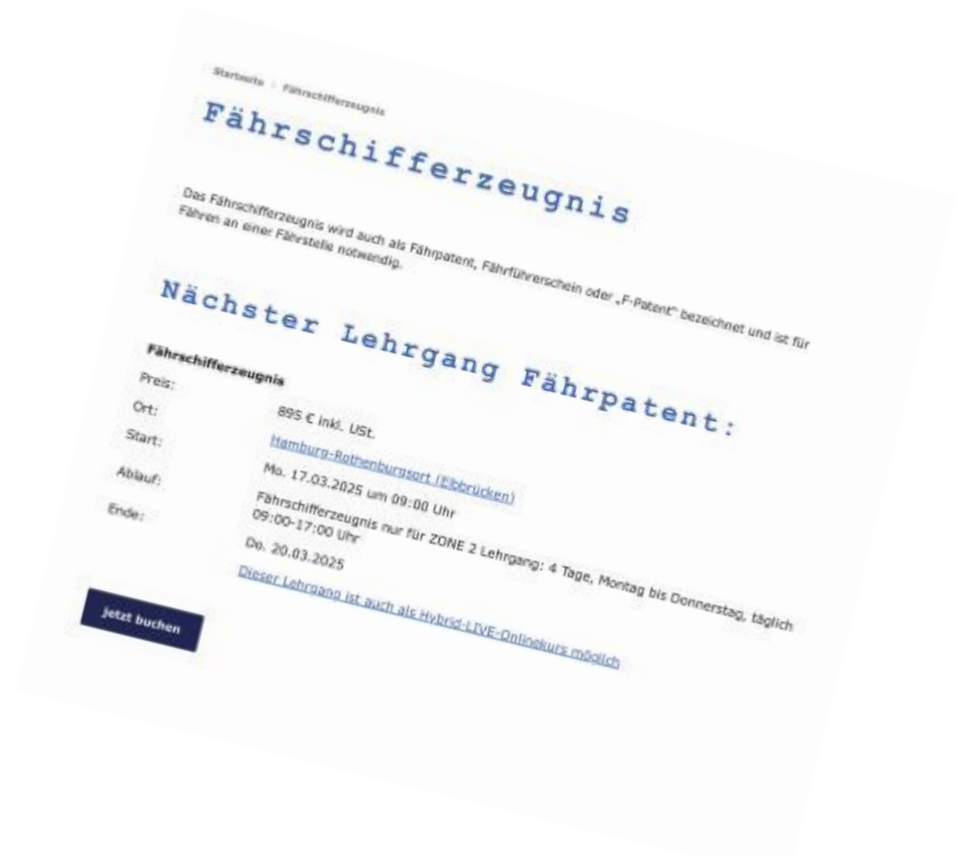 Startseite | Fährschifferzeugnis
Fährschifferzeugnis
Das Fährschifferzeugnis wird auch als Fährpatent, Fährführerschein oder „F-Patent“ bezeichnet und ist für
Fähren an einer Fährstelle notwendig.
Nächster Lehrgang Fährpatent:
Fährschifferzeugnis
Preis: 895 € inkl. USt.
Ort: Hamburg-Rothenburgsort (Elbbrücken)
Start: Mo. 17.03.2025 um 09:00 Uhr
Ablauf: Fährschifferzeugnis nur für ZONE 2 Lehrgang: 4 Tage, Montag bis Donnerstag, täglich
09:00-17:00 Uhr
Ende: Do. 20.03.2025
Dieser Lehrgang ist auch als Hybrid-LIVE-Onlinekurs möglich
jetzt buchen